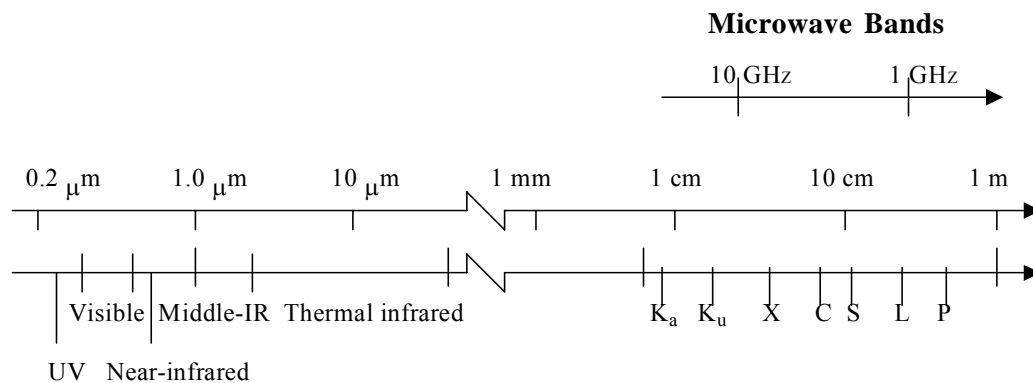 Microwave Bands
10 GHz 1 GHz
0.2 μm 1.0 μm 10 μm 1 mm 1 cm 10 cm 1 m
Visible Middle-IR Thermal infrared Ka Ku X C S L P
UV Near-infrared